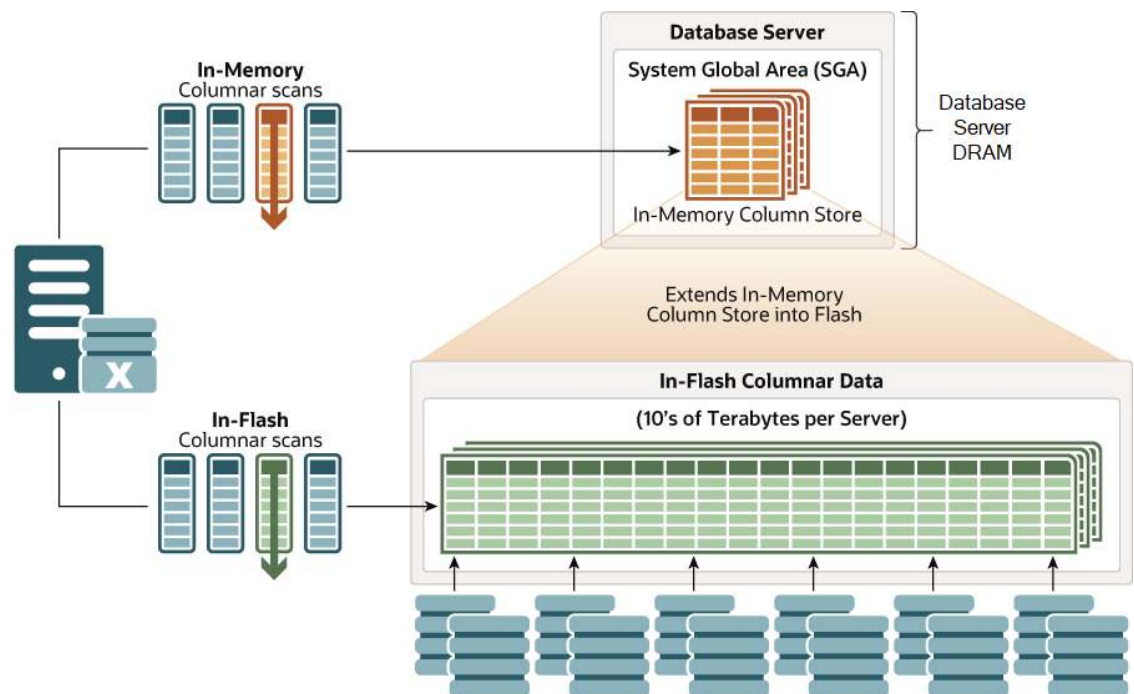 Database Server
In-Memory
Columnar scans
System Global Area (SGA)
Database
Server
DRAM
In-Memory Column Store
X
Extends In-Memory
Column Store into Flash
In-Flash Columnar Data
(10's of Terabytes per Server)
In-Flash
Columnar scans